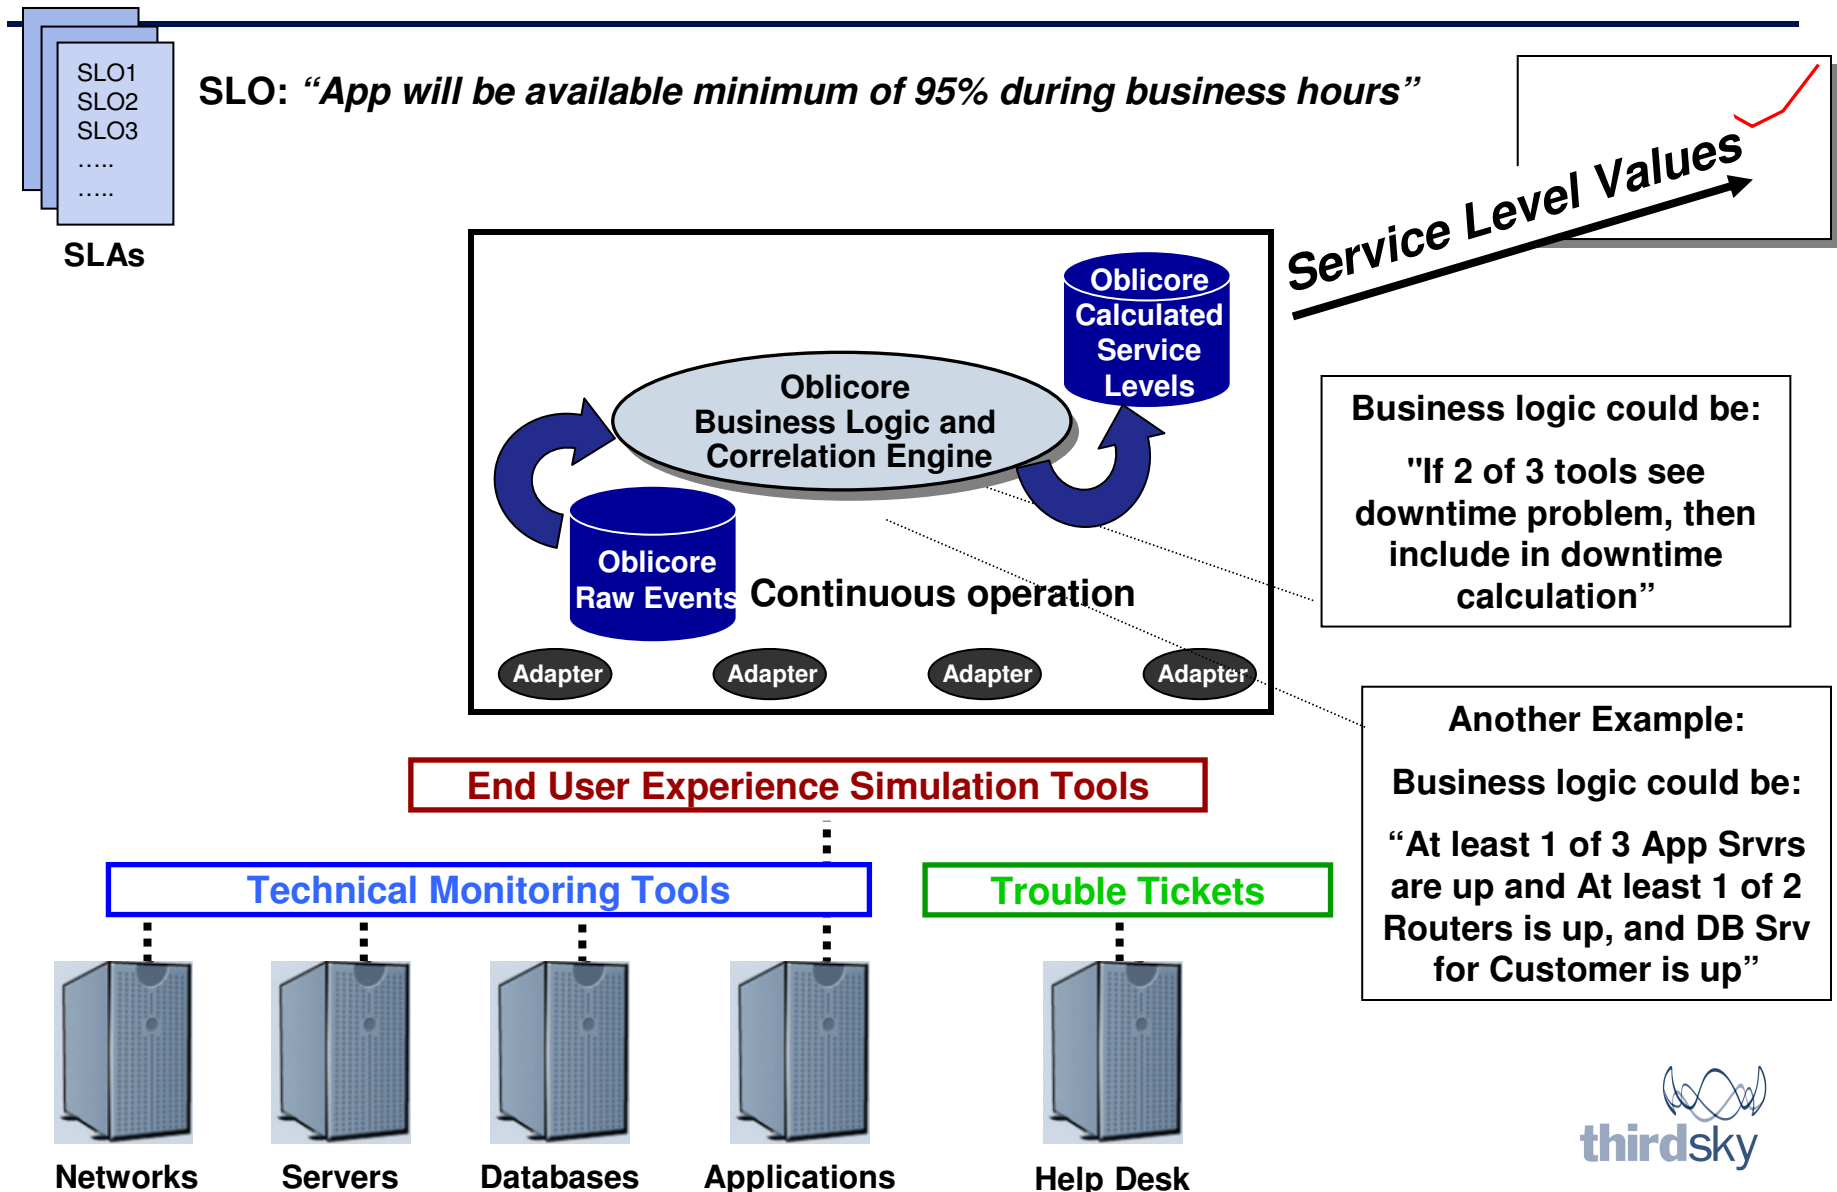 SLO1
SLO2
SLO3
…..
…..
SLAs
SLO: “App will be available minimum of 95% during business hours”
Service Level Values
Oblicore
Calculated
Service
Levels
Oblicore
Business Logic and
Correlation Engine
Oblicore
Raw Events
Continuous operation
Adapter
Adapter
Adapter
Adapter
Business logic could be:
"If 2 of 3 tools see
downtime problem, then
include in downtime
calculation”
Another Example:
Business logic could be:
“At least 1 of 3 App Srvrs
are up and At least 1 of 2
Routers is up, and DB Srv
for Customer is up”
End User Experience Simulation Tools
Technical Monitoring Tools
Trouble Tickets
Networks
Servers
Databases
Applications
Help Desk
thirdsky